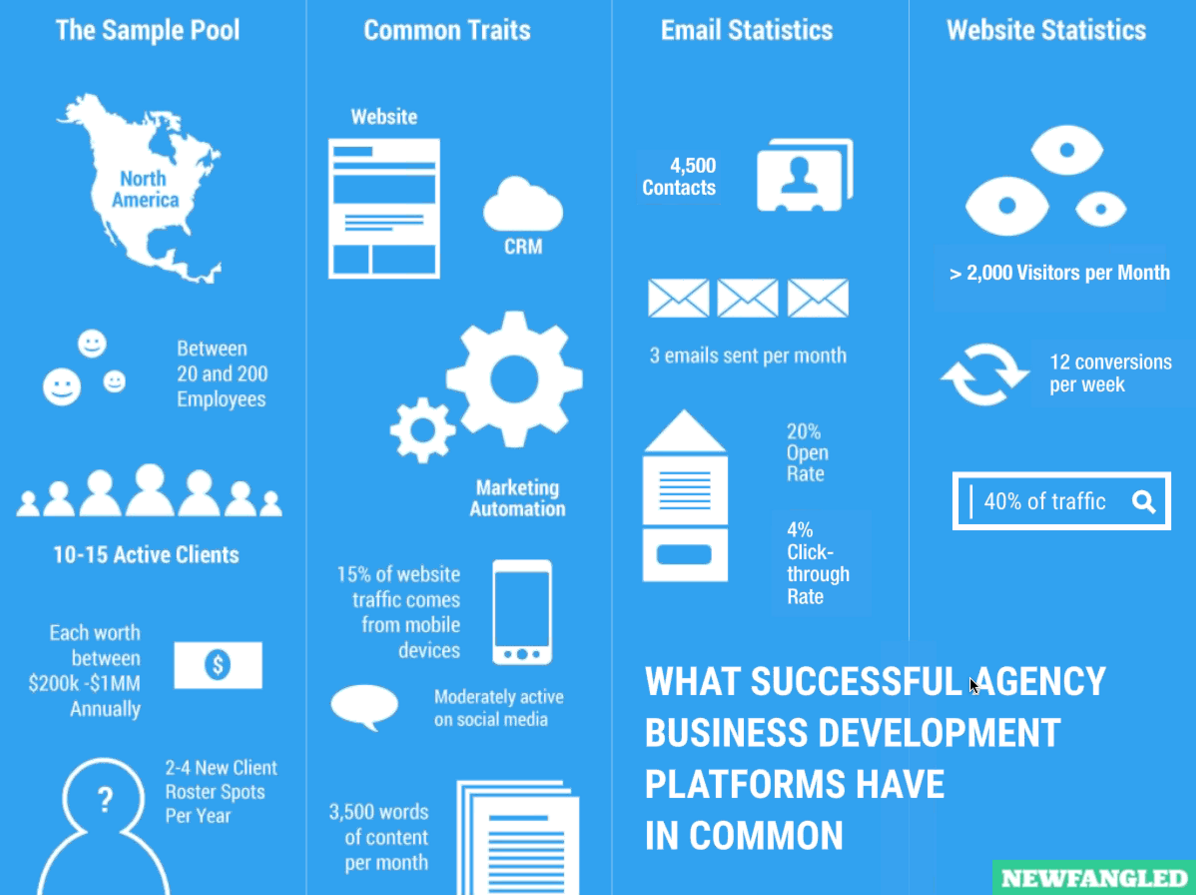 The Sample Pool
North
America
Between
20 and 200
Employees
10-15 Active Clients
Each worth
between
$200k -$1MM
Annually
$
?
2-4 New Client
Roster Spots
Per Year
Common Traits
Website
CRM
Marketing
Automation
15% of website
traffic comes
from mobile
devices
Moderately active
on social media
3,500 words
of content
per month
Email Statistics
4,500
Contacts
3 emails sent per month
20%
Open
Rate
4%
Click-
through
Rate
Website Statistics
> 2,000 Visitors per Month
12 conversions
per week
40% of traffic
WHAT SUCCESSFUL AGENCY
BUSINESS DEVELOPMENT
PLATFORMS HAVE
IN COMMON
NEWFANGLED